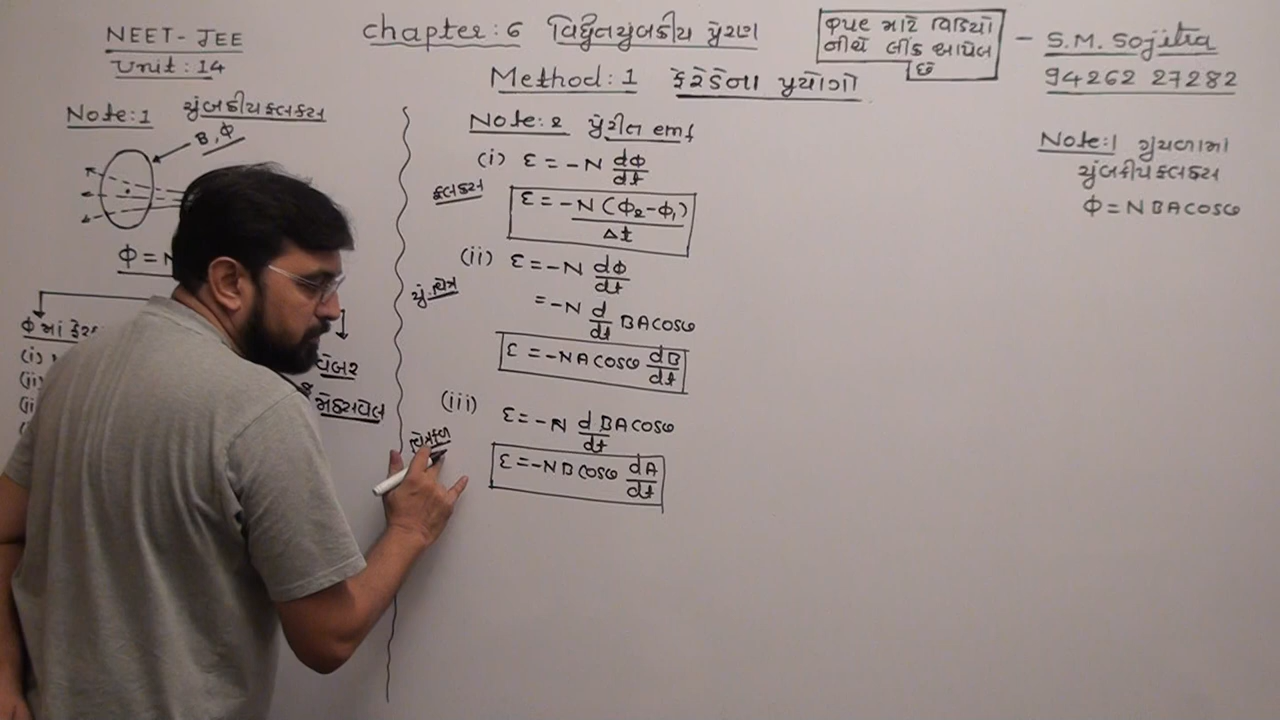 NEET - JEE
Unit : 14
chapter : 6 વિદ્યુતચુંબકીય પ્રેરણ
Method : 1 ફેરેડેના પ્રયોગો
નીચે લીંક આપેલ
છે
- S.M. Sojitra
94262 27282
Note:1 ચુંબકીય ફ્લક્સ
B, Φ
Φ = N
Φ માં
(i)
(ii)
Note:2 પ્રેરીત emf
(i) ε = -N dΦ/dt
ફ્લક્સ
ε = -N(Φ2-Φ1)/Δt
(ii) ε = -N dΦ/dt
ચું. ક્ષેત્ર
= -N d/dt BAcosθ
ε = -NAcosθ dB/dt
(iii) ε = -N d/dt BAcosθ
ક્ષેત્રફળ
ε = -NBcosθ dA/dt
Note:1 ગુંચળામાં
ચુંબકીય ફ્લક્સ
Φ = NBAcosθ